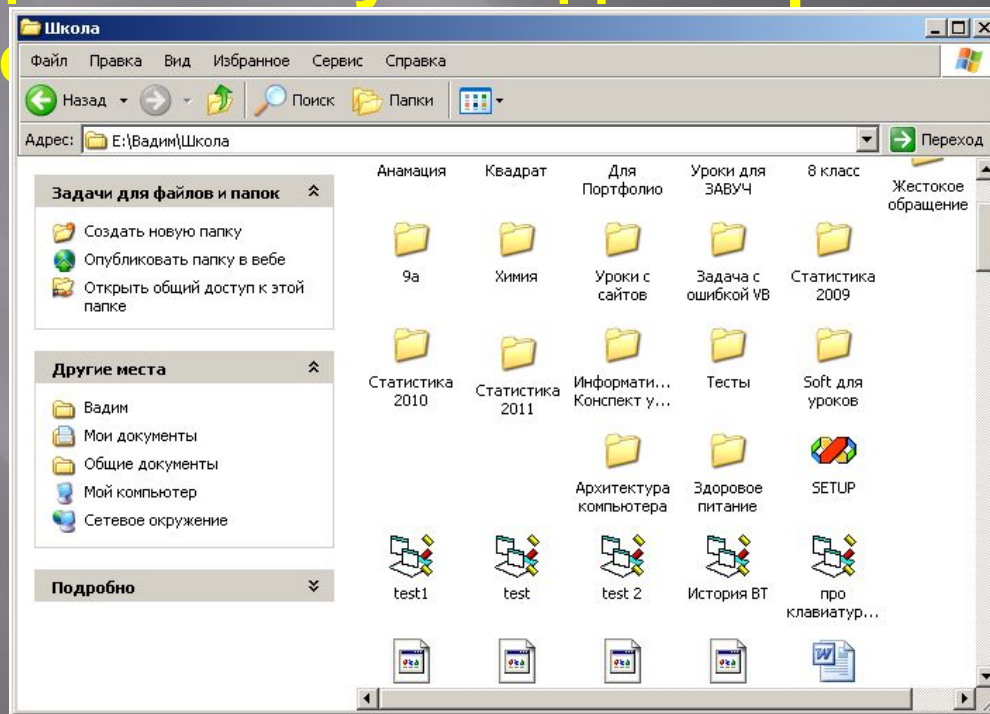 Школа
Файл Правка Вид Избранное Сервис Справка
Назад Поиск Папки
Адрес: E:\Вадим\Школа Переход
Задачи для файлов и папок
Создать новую папку
Опубликовать папку в вебе
Открыть общий доступ к этой
папке
Другие места
Вадим
Мои документы
Общие документы
Мой компьютер
Сетевое окружение
Подробно
Анамация
Квадрат
Для
Портфолио
Уроки для
ЗАВУЧ
8 класс
Жестокое
обращение
9а
Химия
Уроки с
сайтов
Задача с
ошибкой VB
Статистика
2009
Статистика
2010
Статистика
2011
Информати...
Конспект у...
Тесты
Soft для
уроков
Архитектура
компьютера
Здоровое
питание
SETUP
test1
test
test 2
История ВТ
про
клавиатур...